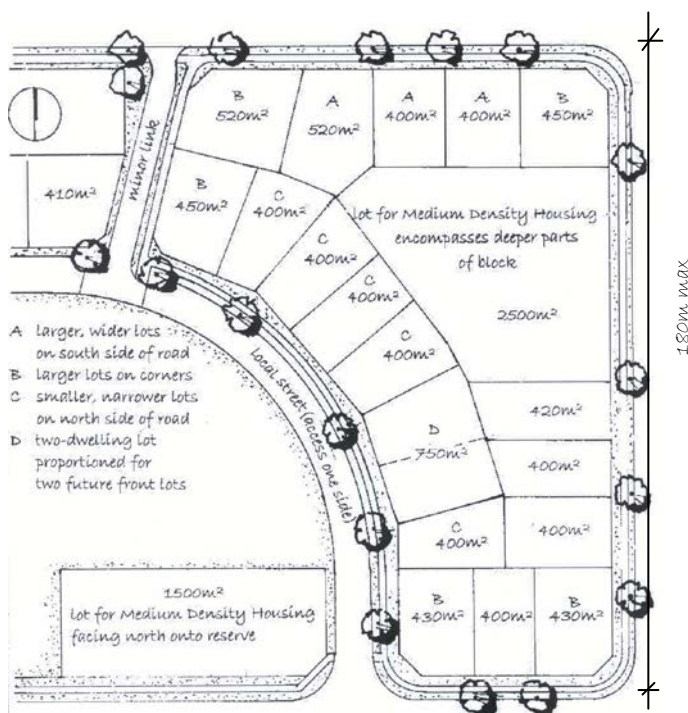 B
520m²
A
520m²
A
400m²
A
400m²
B
450m²
minor link
410m²
B
450m²
C
400m²
C
400m²
C
400m²
C
400m²
lot for Medium Density Housing
encompasses deeper parts
of block
2500m²
180m max
A larger, wider lots
on south side of road
B larger lots on corners
C smaller, narrower lots
on north side of road
D two-dwelling lot
proportioned for
two future front lots
local street (access one side)
D
750m²
420m²
400m²
400m²
C
400m²
B
430m²
400m²
B
430m²
1500m²
lot for Medium Density Housing
facing north onto reserve